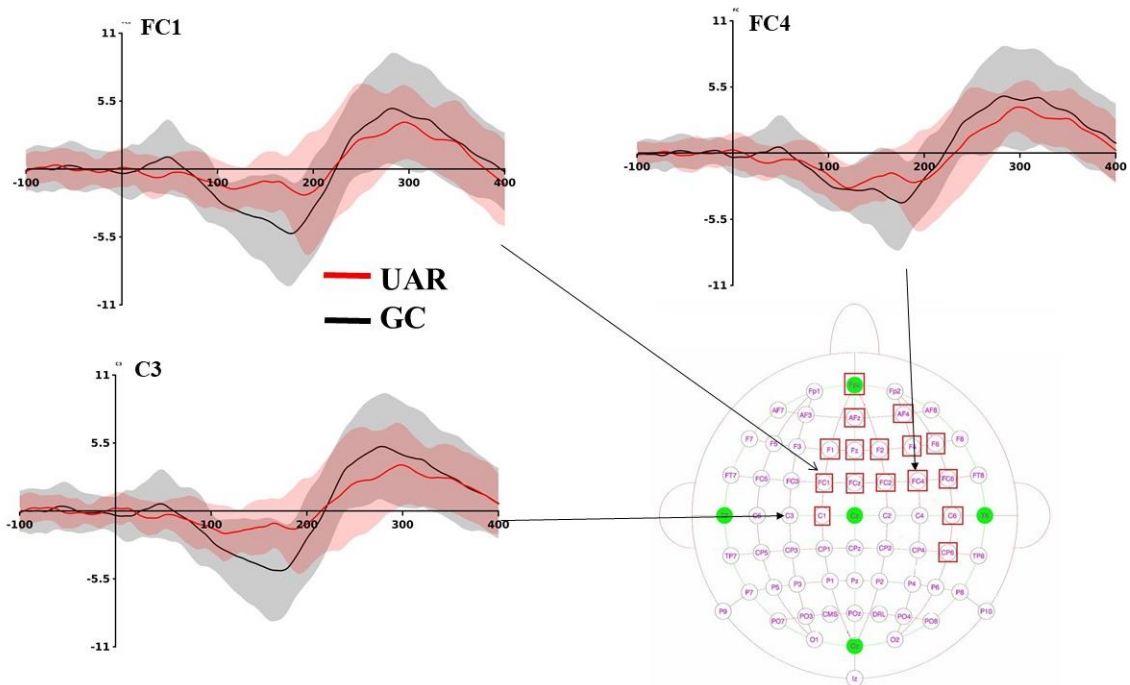 FC1
11
5.5
-100
100
200
300
400
-5.5
-11
UAR
GC
FC4
11
5.5
-100
100
200
300
400
-5.5
-11
C3
11
5.5
-100
100
200
300
400
-5.5
-11
Fp1 Fp2
AF7 AF3 AFz AF4 AF8
F7 F5 F3 F1 Fz F2 F4 F6 F8
FT7 FC5 FC3 FC1 FCz FC2 FC4 FC6 FT8
C5 C3 C1 Cz C2 C4 C6
TP7 CP5 CP3 CP1 CPz CP2 CP4 CP6 TP8
P9 P7 P5 P3 P1 Pz P2 P4 P6 P8 P10
PO7 PO3 CMS POz DRL PO4 PO8
O1 Oz O2
Iz